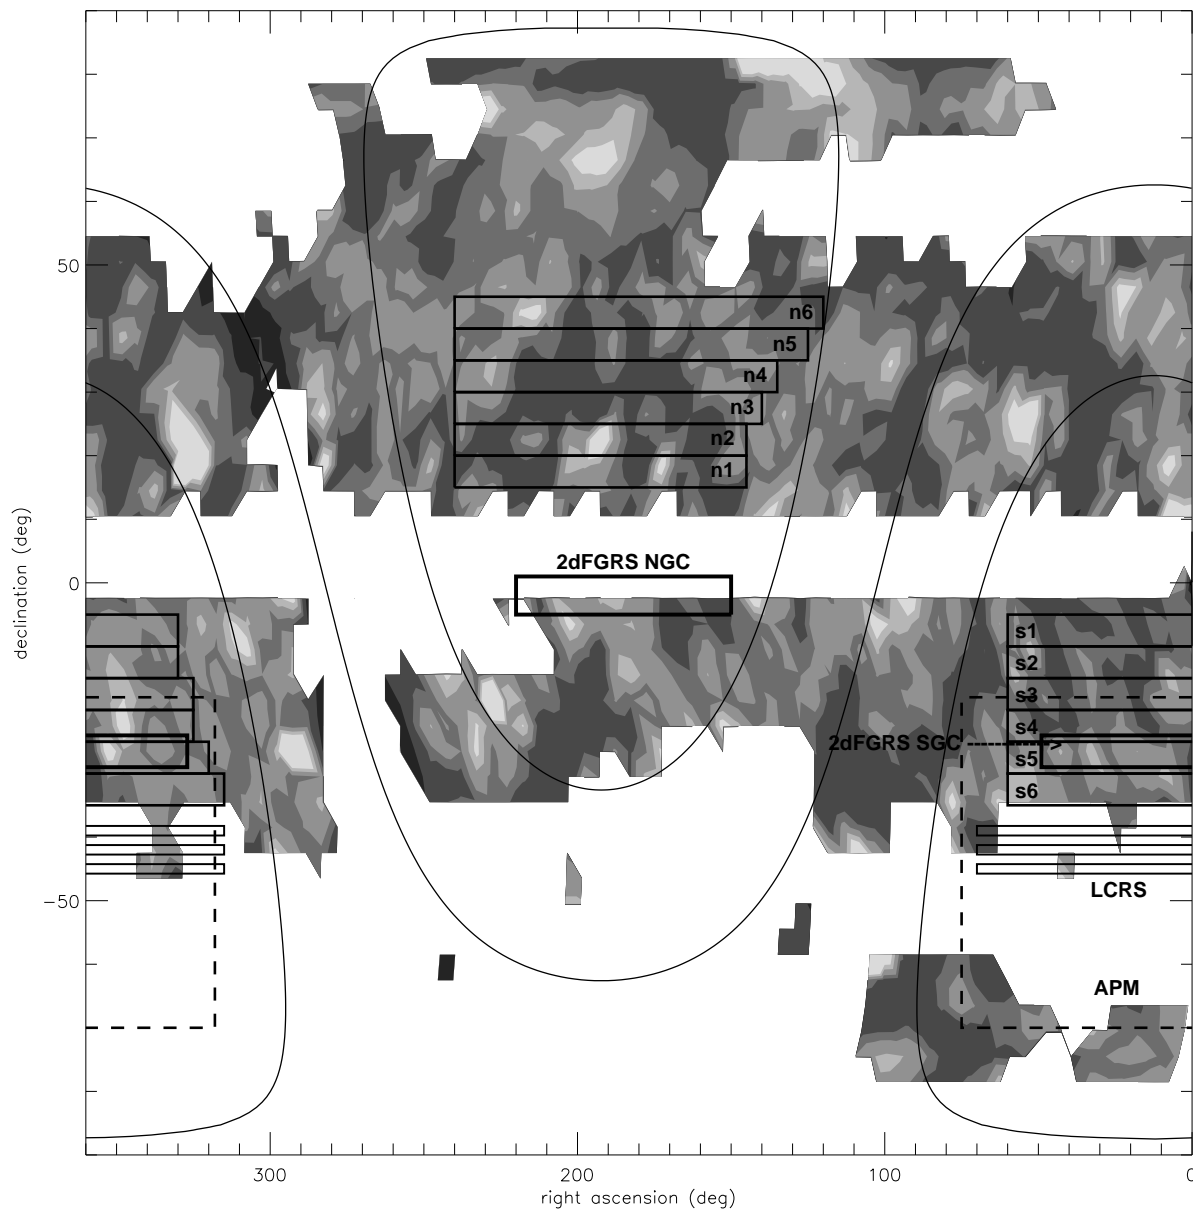 50
0
−50
declination (deg)
n6
n5
n4
n3
n2
n1
2dFGRS NGC
s1
s2
s3
s4
2dFGRS SGC
s5
s6
LCRS
APM
300
200
100
0
right ascension (deg)